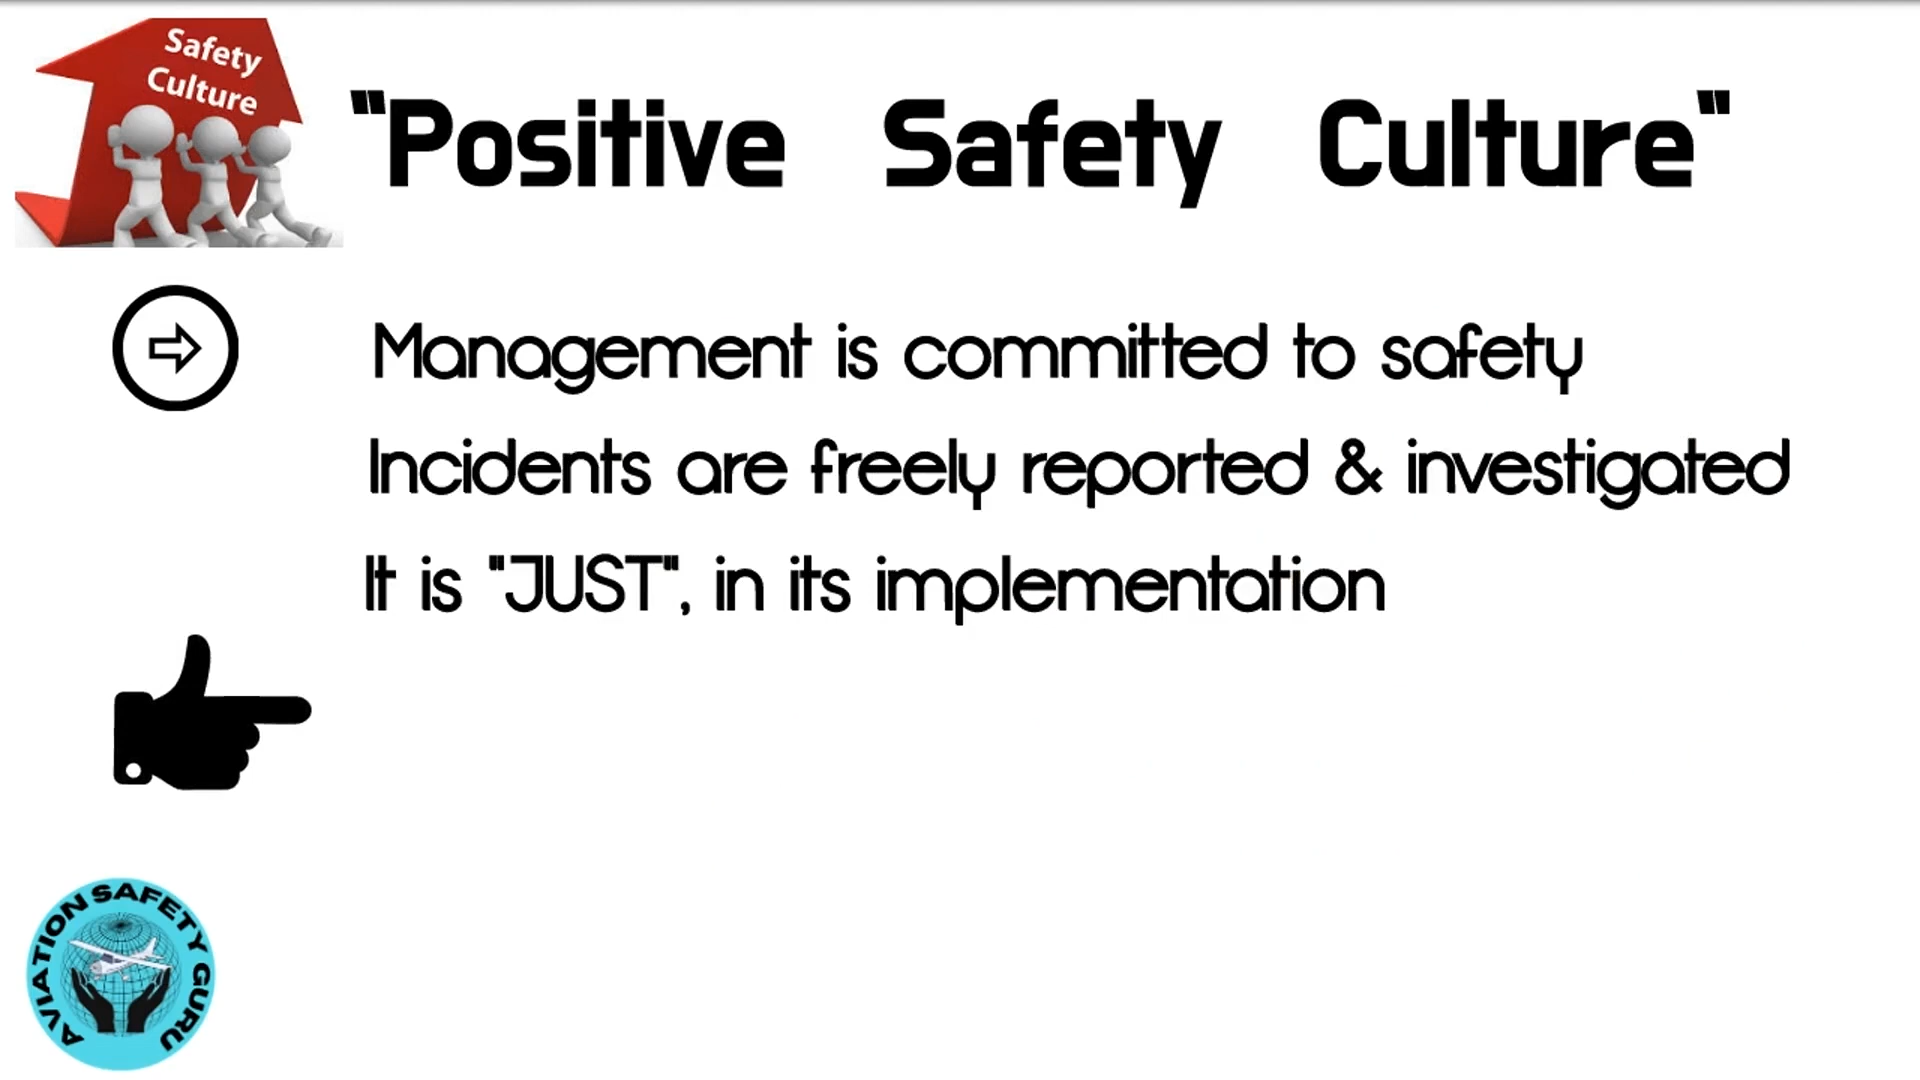 Safety
Culture
"Positive Safety Culture"
Management is committed to safety
Incidents are freely reported & investigated
It is "JUST", in its implementation
AVIATION SAFETY GURU